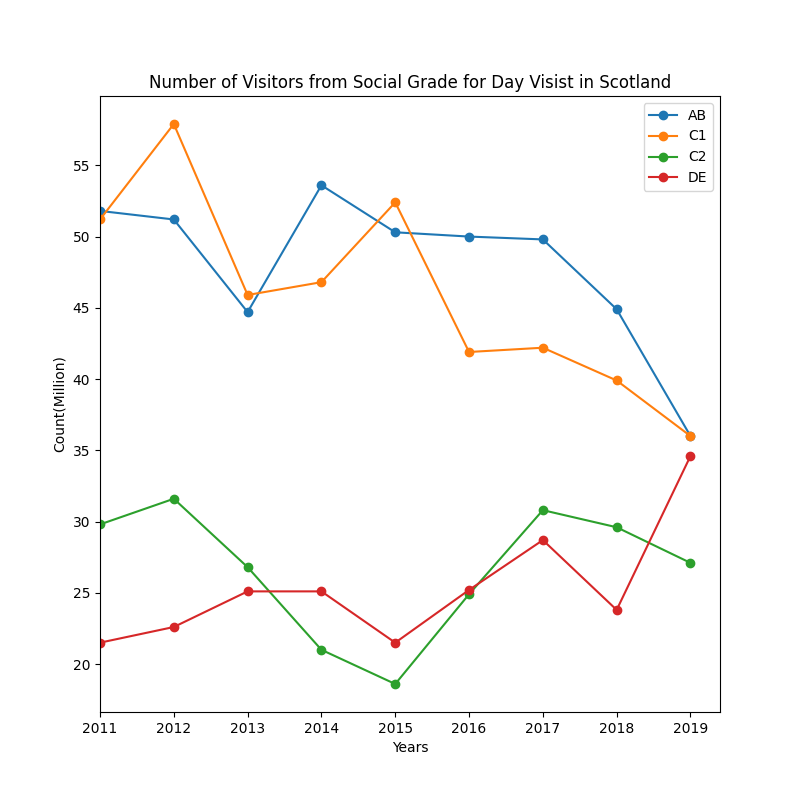 Number of Visitors from Social Grade for Day Visist in Scotland
AB
C1
C2
DE
55
50
45
40
35
30
25
20
Count(Million)
2011 2012 2013 2014 2015 2016 2017 2018 2019
Years